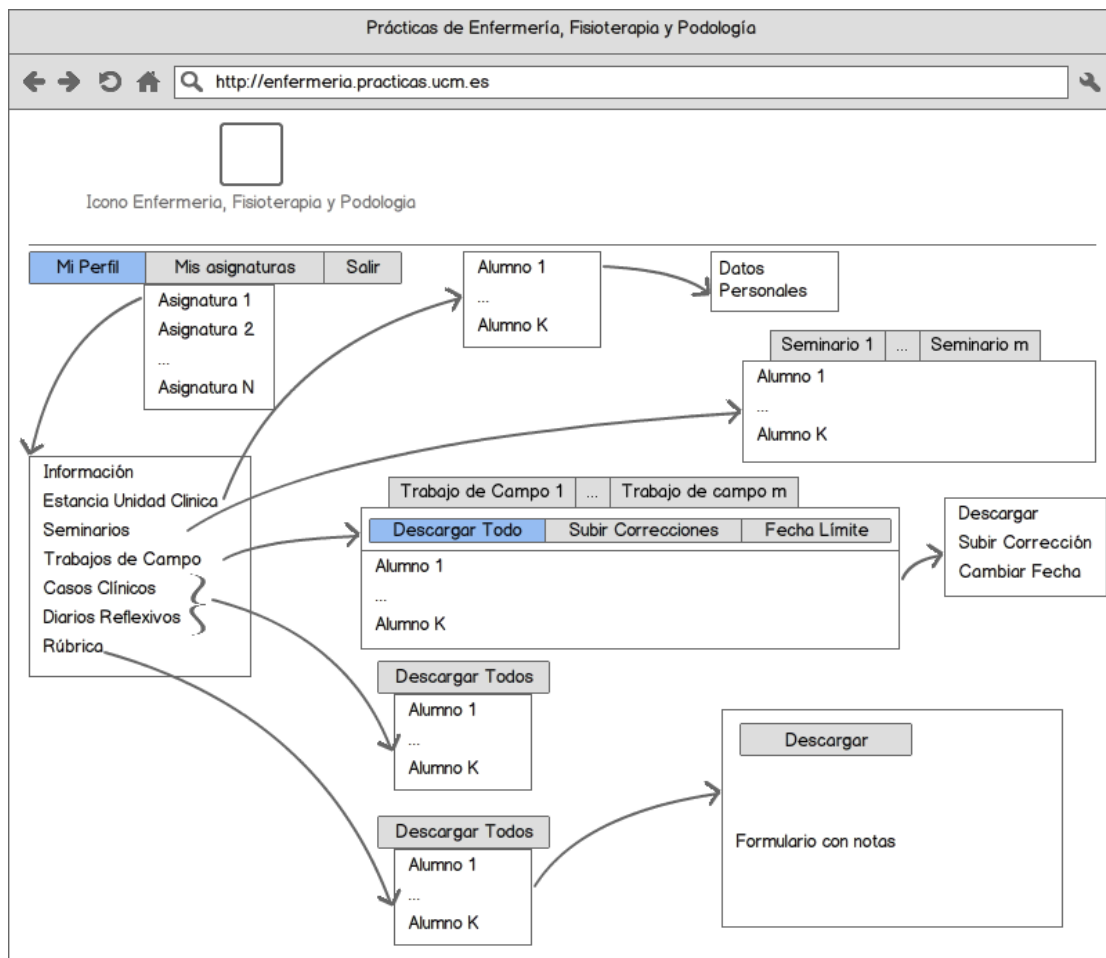 Prácticas de Enfermería, Fisioterapia y Podología
http://enfermeria.practicas.ucm.es
Icono Enfermeria, Fisioterapia y Podologia
Mi Perfil Mis asignaturas Salir
Asignatura 1
Asignatura 2
...
Asignatura N
Alumno 1
...
Alumno K
Datos
Personales
Seminario 1 ... Seminario m
Alumno 1
...
Alumno K
Información
Estancia Unidad Clinica
Seminarios
Trabajos de Campo
Casos Clínicos
Diarios Reflexivos
Rúbrica
Trabajo de Campo 1 ... Trabajo de campo m
Descargar Todo Subir Correcciones Fecha Límite
Alumno 1
...
Alumno K
Descargar
Subir Corrección
Cambiar Fecha
Descargar Todos
Alumno 1
...
Alumno K
Descargar Todos
Alumno 1
...
Alumno K
Descargar
Formulario con notas